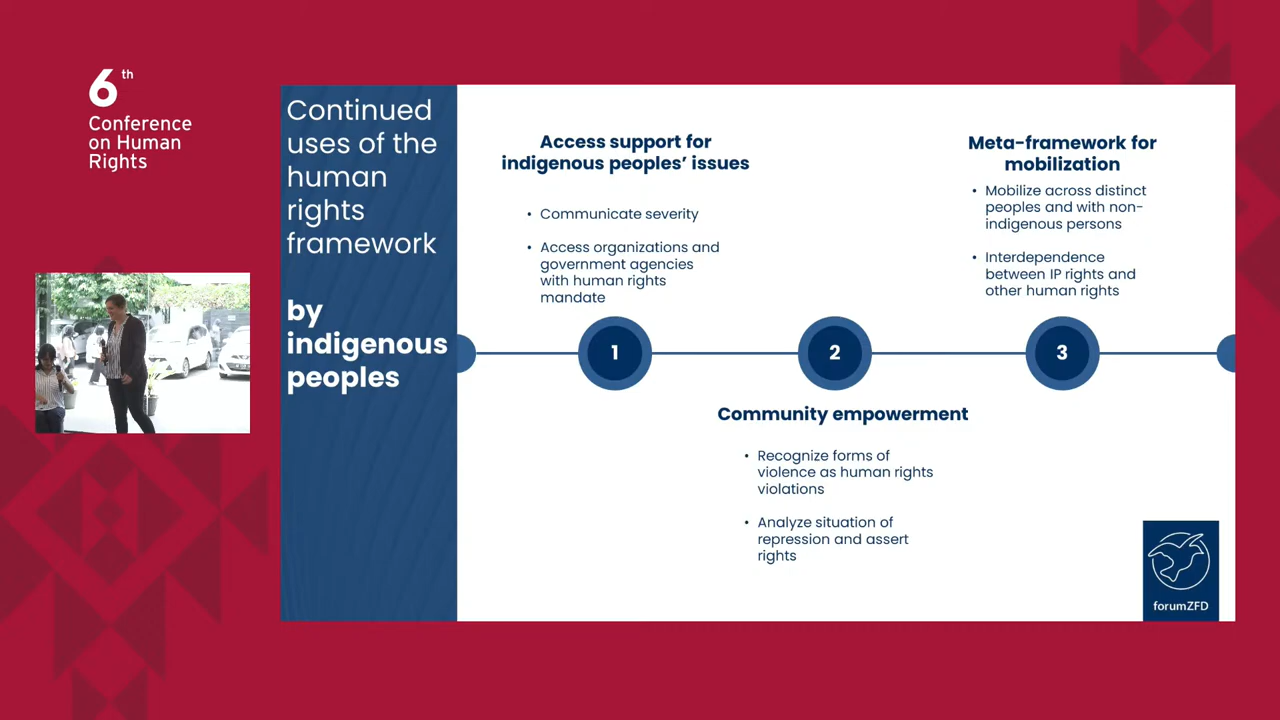 6th
Conference
on Human
Rights
Continued
uses of the
human
rights
framework
by
indigenous
peoples
Access support for
indigenous peoples’ issues
• Communicate severity
• Access organizations and
government agencies
with human rights
mandate
1
2
Community empowerment
• Recognize forms of
violence as human rights
violations
• Analyze situation of
repression and assert
rights
3
Meta-framework for
mobilization
• Mobilize across distinct
peoples and with non-
indigenous persons
• Interdependence
between IP rights and
other human rights
forumZFD